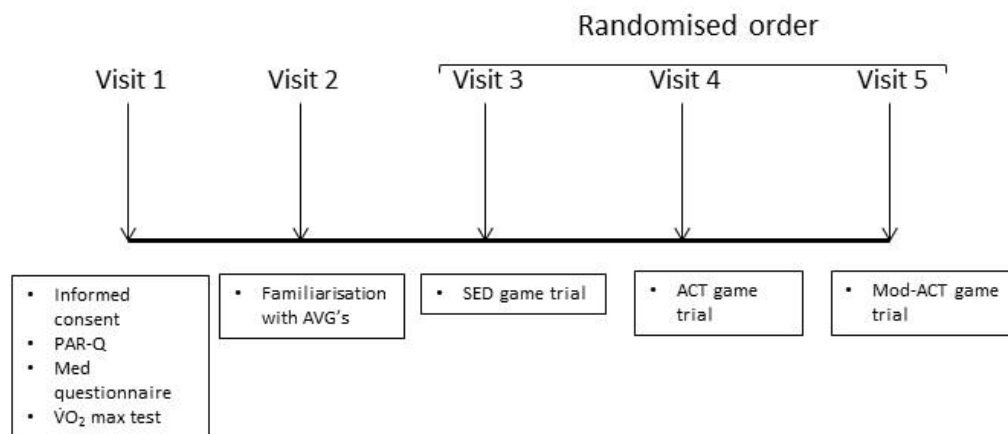 Randomised order
Visit 1
Visit 2
Visit 3
Visit 4
Visit 5
• Informed
consent
• PAR-Q
• Med
questionnaire
• V̇O₂ max test
• Familiarisation
with AVG's
• SED game trial
• ACT game
trial
• Mod-ACT game
trial